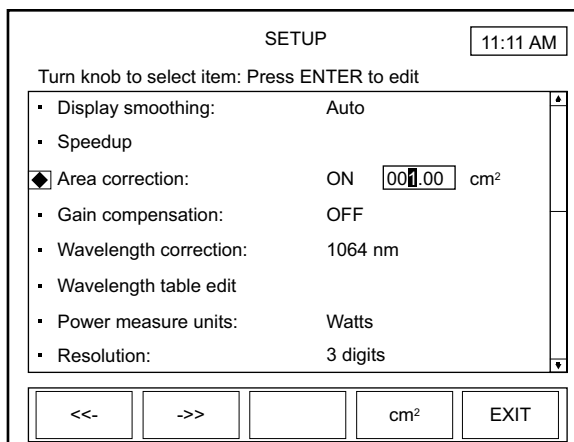 SETUP 11:11 AM
Turn knob to select item: Press ENTER to edit
▪ Display smoothing: Auto
▪ Speedup
◆ Area correction: ON 001.00 cm²
▪ Gain compensation: OFF
▪ Wavelength correction: 1064 nm
▪ Wavelength table edit
▪ Power measure units: Watts
▪ Resolution: 3 digits
<<- ->> cm² EXIT